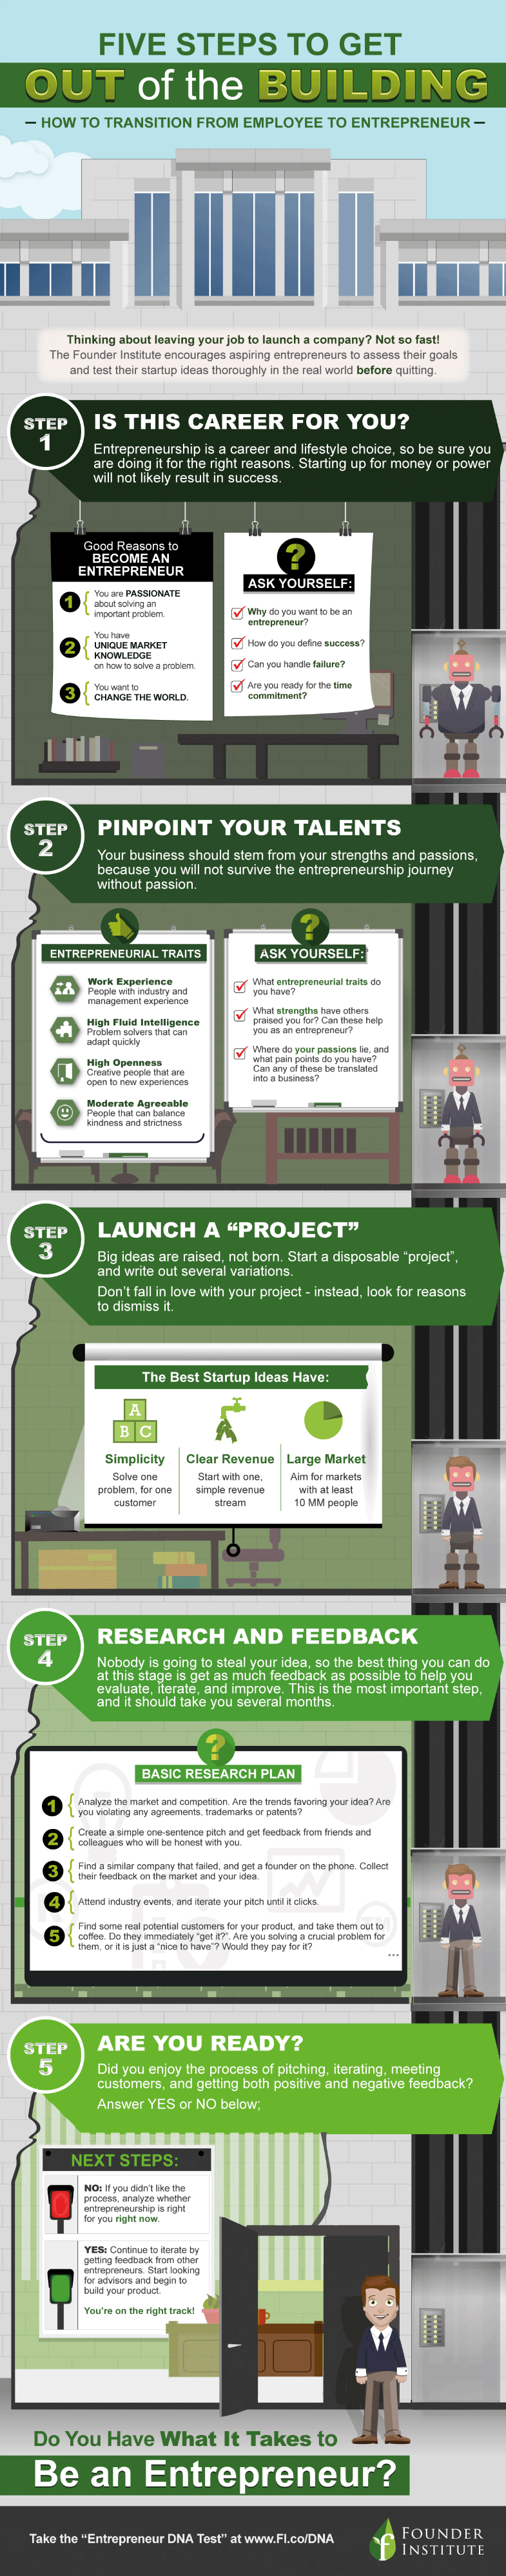 FIVE STEPS TO GET
OUT of the BUILDING
– HOW TO TRANSITION FROM EMPLOYEE TO ENTREPRENEUR –
Thinking about leaving your job to launch a company? Not so fast!
The Founder Institute encourages aspiring entrepreneurs to assess their goals
and test their startup ideas thoroughly in the real world before quitting.
STEP
1
IS THIS CAREER FOR YOU?
Entrepreneurship is a career and lifestyle choice, so be sure you
are doing it for the right reasons. Starting up for money or power
will not likely result in success.
Good Reasons to
BECOME AN
ENTREPRENEUR
1
You are PASSIONATE
about solving an
important problem.
2
You have
UNIQUE MARKET
KNOWLEDGE
on how to solve a problem.
3
You want to
CHANGE THE WORLD.
?
ASK YOURSELF:
Why do you want to be an
entrepreneur?
How do you define success?
Can you handle failure?
Are you ready for the time
commitment?
STEP
2
PINPOINT YOUR TALENTS
Your business should stem from your strengths and passions,
because you will not survive the entrepreneurship journey
without passion.
ENTREPRENEURIAL TRAITS
Work Experience
People with industry and
management experience
High Fluid Intelligence
Problem solvers that can
adapt quickly
High Openness
Creative people that are
open to new experiences
Moderate Agreeable
People that can balance
kindness and strictness
?
ASK YOURSELF:
What entrepreneurial traits do
you have?
What strengths have others
praised you for? Can these help
you as an entrepreneur?
Where do your passions lie, and
what pain points do you have?
Can any of these be translated
into a business?
STEP
3
LAUNCH A “PROJECT”
Big ideas are raised, not born. Start a disposable “project”,
and write out several variations.
Don’t fall in love with your project - instead, look for reasons
to dismiss it.
The Best Startup Ideas Have:
A
B C
Simplicity
Solve one
problem, for one
customer
Clear Revenue
Start with one,
simple revenue
stream
Large Market
Aim for markets
with at least
10 MM people
STEP
4
RESEARCH AND FEEDBACK
Nobody is going to steal your idea, so the best thing you can do
at this stage is get as much feedback as possible to help you
evaluate, iterate, and improve. This is the most important step,
and it should take you several months.
?
BASIC RESEARCH PLAN
1
Analyze the market and competition. Are the trends favoring your idea? Are
you violating any agreements, trademarks or patents?
2
Create a simple one-sentence pitch and get feedback from friends and
colleagues who will be honest with you.
3
Find a similar company that failed, and get a founder on the phone. Collect
their feedback on the market and your idea.
4
Attend industry events, and iterate your pitch until it clicks.
5
Find some real potential customers for your product, and take them out to
coffee. Do they immediately “get it?”. Are you solving a crucial problem for
them, or it is just a “nice to have”? Would they pay for it?
STEP
5
ARE YOU READY?
Did you enjoy the process of pitching, iterating, meeting
customers, and getting both positive and negative feedback?
Answer YES or NO below;
NEXT STEPS:
NO: If you didn’t like the
process, analyze whether
entrepreneurship is right
for you right now.
YES: Continue to iterate by
getting feedback from other
entrepreneurs. Start looking
for advisors and begin to
build your product.
You’re on the right track!
Do You Have What It Takes to
Be an Entrepreneur?
Take the “Entrepreneur DNA Test” at www.FI.co/DNA
FOUNDER
INSTITUTE